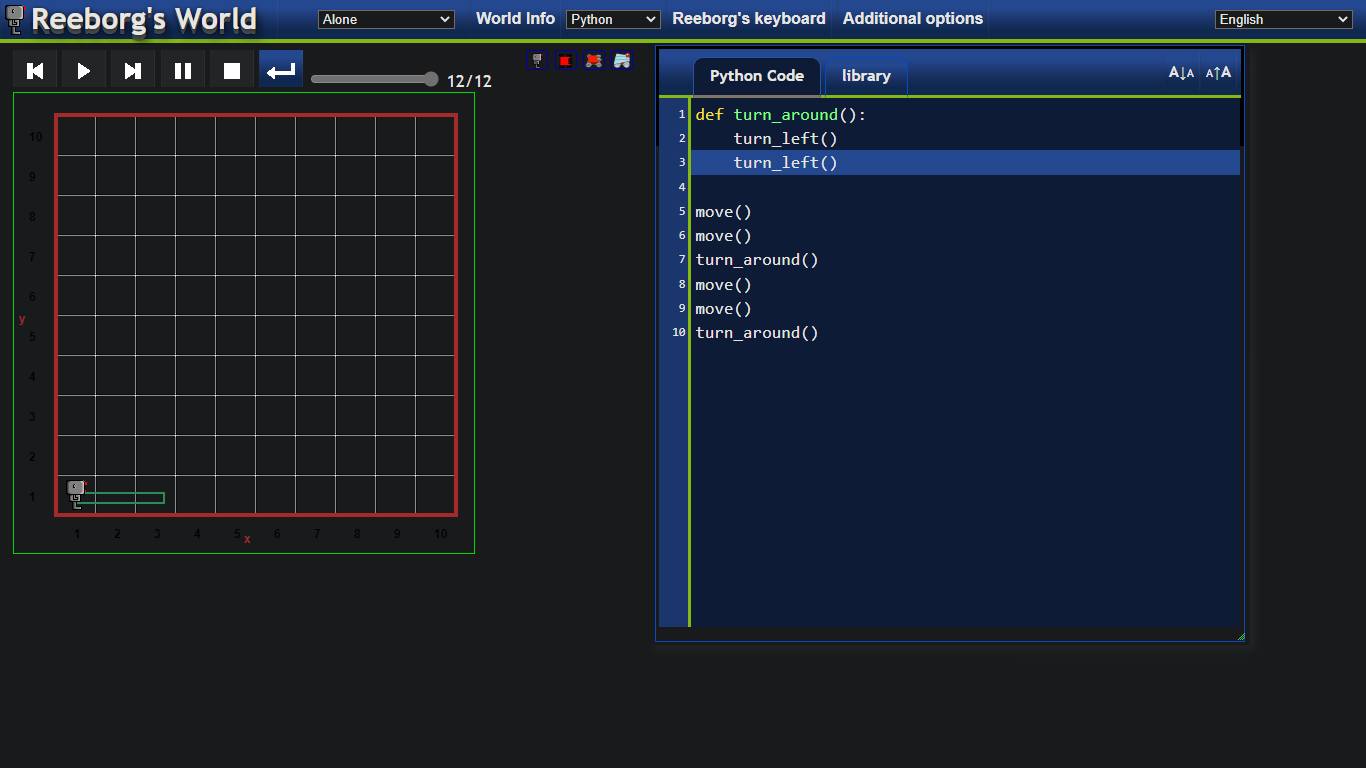 Reeborg's World
Alone
World Info
Python
Reeborg's keyboard
Additional options
English
12/12
Python Code
library
A↓A
A↑A
10
9
8
7
6
y
5
4
3
2
1
1 2 3 4 5 x 6 7 8 9 10
1 def turn_around():
2     turn_left()
3     turn_left()
4
5 move()
6 move()
7 turn_around()
8 move()
9 move()
10 turn_around()